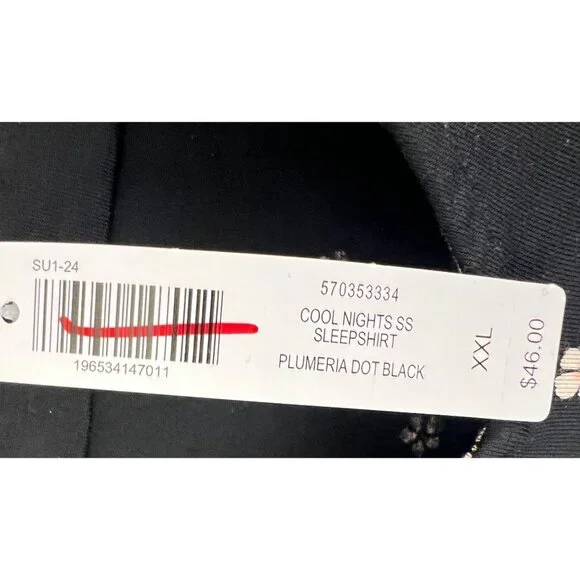 SU1-24
196534147011
570353334
COOL NIGHTS SS
SLEEPSHIRT
PLUMERIA DOT BLACK
XXL
$46.00